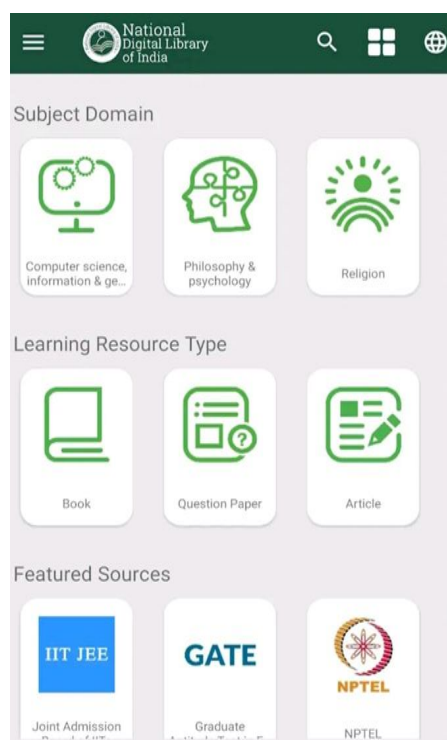 National
Digital Library
of India
Subject Domain
Computer science,
information & ge...
Philosophy &
psychology
Religion
Learning Resource Type
Book
Question Paper
Article
Featured Sources
IIT JEE
GATE
NPTEL
Joint Admission
Graduate
NPTEL